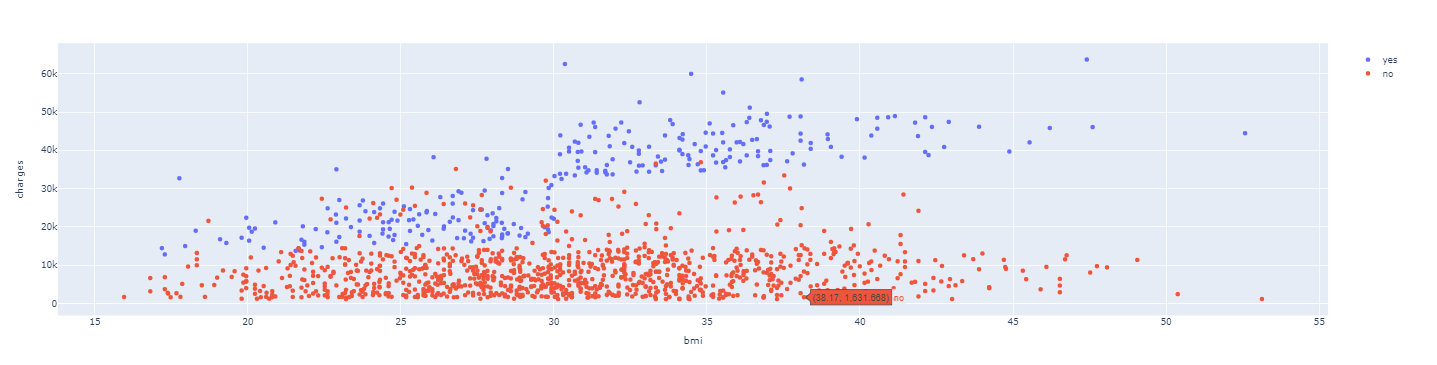 yes
no
60k
50k
40k
30k
20k
10k
0
charges
(38.17, 1,631.668) no
15 20 25 30 35 40 45 50 55
bmi